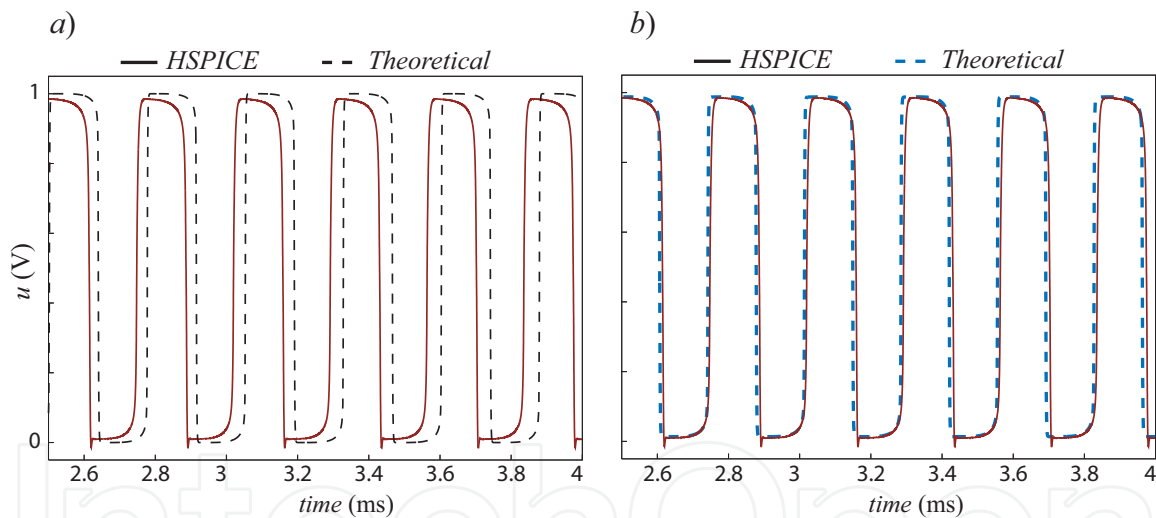 a)
HSPICE
Theoretical
1
u (V)
0
2.6
2.8
3
3.2
3.4
3.6
3.8
4
time (ms)
b)
HSPICE
Theoretical
2.6
2.8
3
3.2
3.4
3.6
3.8
4
time (ms)
IntechOpen